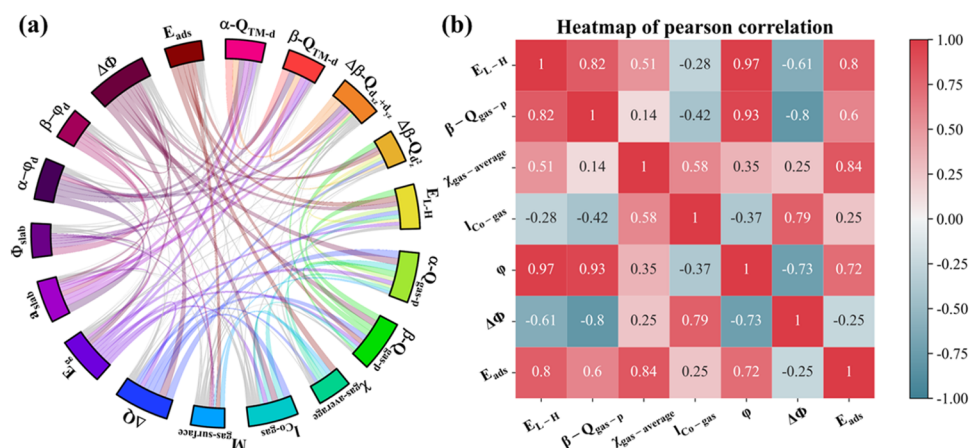 (a)
E_ads
α-Q_TM-d
β-Q_TM-d
Δβ-Q_d_xz+d_yz
Δβ-Q_d_z²
E_L-H
α-Q_gas-p
β-Q_gas-p
χ_gas-average
l_Co-gas
M_gas-surface
ΔQ
E_g
a_slab
Φ_slab
α-φ_d
β-φ_d
ΔΦ
(b)
Heatmap of pearson correlation
E_L−H 1 0.82 0.51 -0.28 0.97 -0.61 0.8
β−Q_gas−p 0.82 1 0.14 -0.42 0.93 -0.8 0.6
χ_gas−average 0.51 0.14 1 0.58 0.35 0.25 0.84
l_Co−gas -0.28 -0.42 0.58 1 -0.37 0.79 0.25
φ 0.97 0.93 0.35 -0.37 1 -0.73 0.72
ΔΦ -0.61 -0.8 0.25 0.79 -0.73 1 -0.25
E_ads 0.8 0.6 0.84 0.25 0.72 -0.25 1
E_L−H β−Q_gas−p χ_gas−average l_Co−gas φ ΔΦ E_ads
1.00
0.75
0.50
0.25
0.00
-0.25
-0.50
-0.75
-1.00